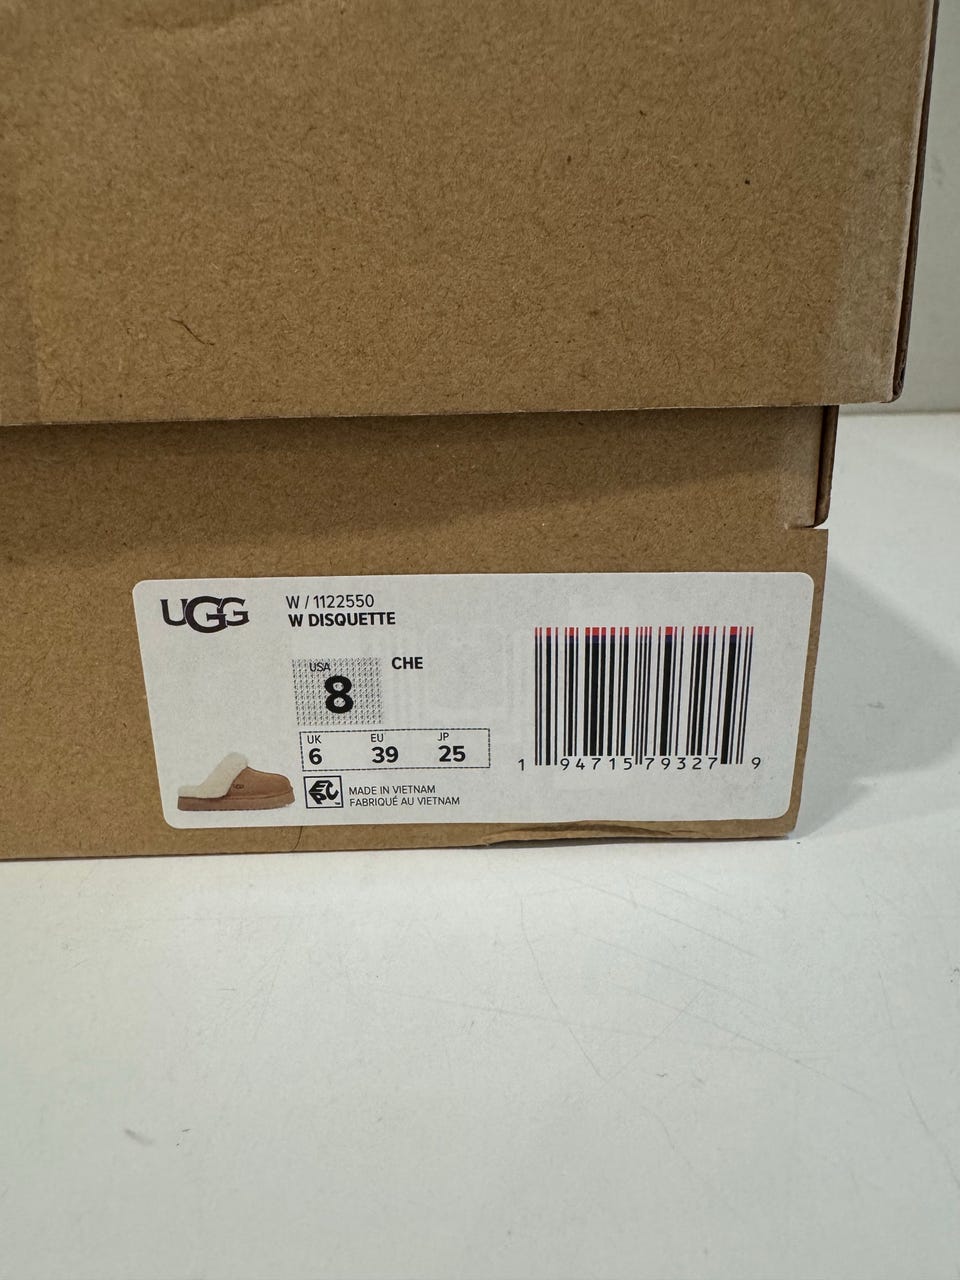 UGG
W / 1122550
W DISQUETTE
USA
8
CHE
UK EU JP
6 39 25
MADE IN VIETNAM
FABRIQUÉ AU VIETNAM
1 94715 79327 9